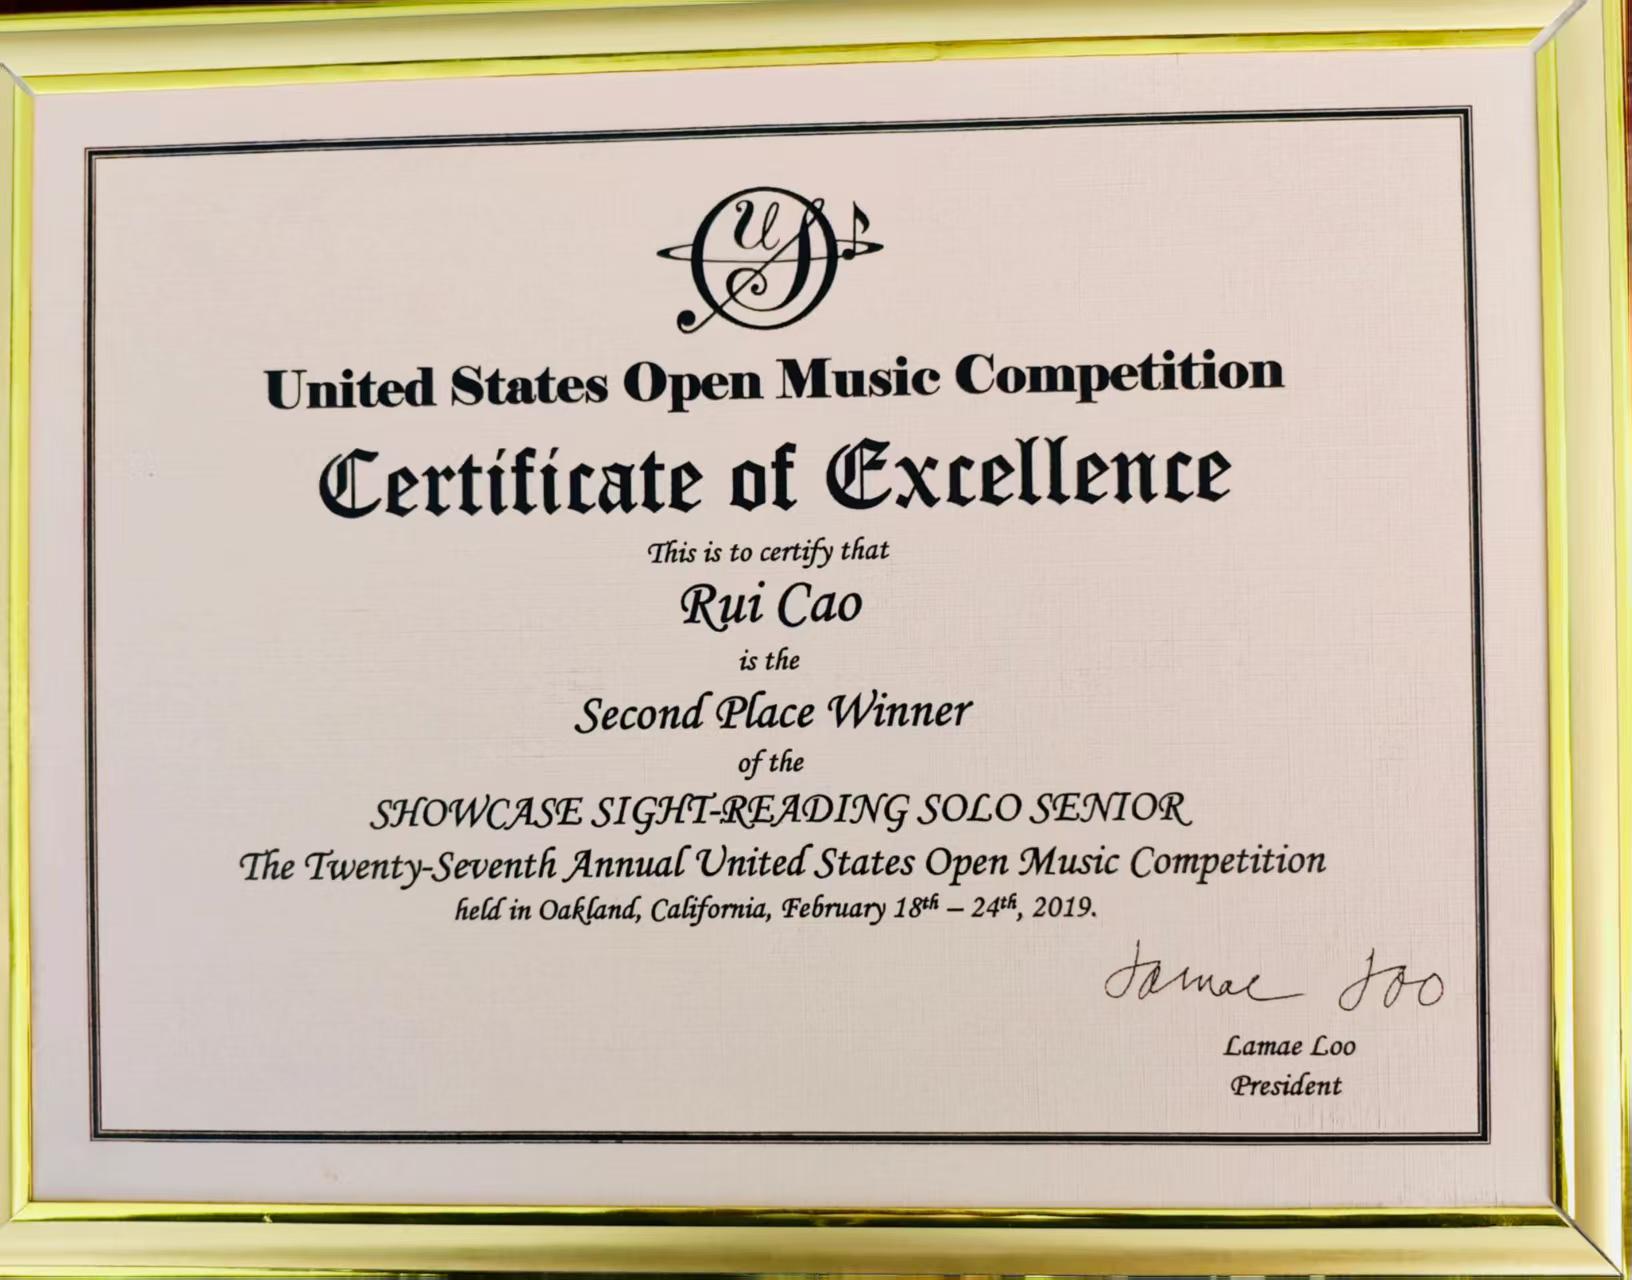 United States Open Music Competition
Certificate of Excellence
This is to certify that
Rui Cao
is the
Second Place Winner
of the
SHOWCASE SIGHT-READING SOLO SENIOR
The Twenty-Seventh Annual United States Open Music Competition
held in Oakland, California, February 18th – 24th, 2019.
Lamae Loo
Lamae Loo
President